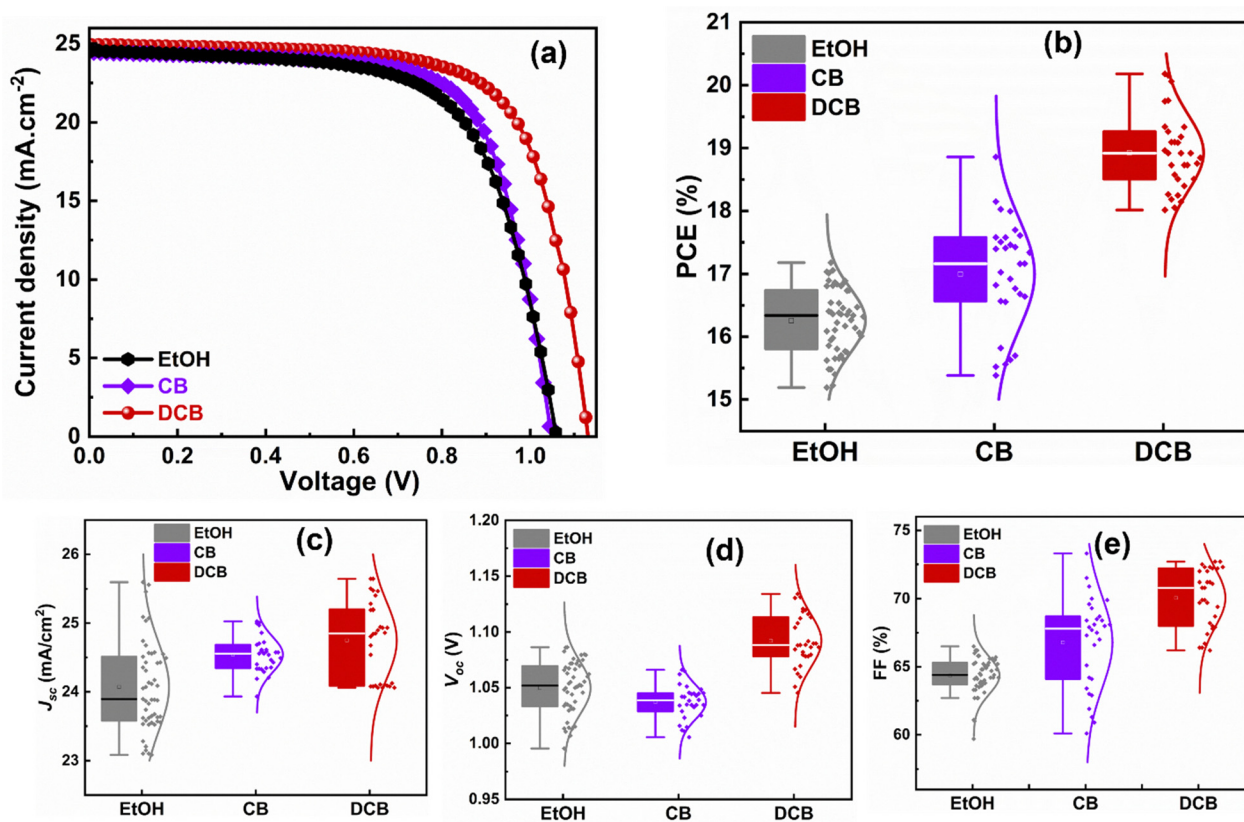 (a)
Current density (mA.cm-2)
25
20
15
10
5
0
EtOH
CB
DCB
0.0 0.2 0.4 0.6 0.8 1.0
Voltage (V)
(b)
EtOH
CB
DCB
PCE (%)
21
20
19
18
17
16
15
EtOH CB DCB
(c)
EtOH
CB
DCB
Jsc (mA/cm2)
26
25
24
23
EtOH CB DCB
(d)
EtOH
CB
DCB
Voc (V)
1.20
1.15
1.10
1.05
1.00
0.95
EtOH CB DCB
(e)
EtOH
CB
DCB
FF (%)
75
70
65
60
EtOH CB DCB